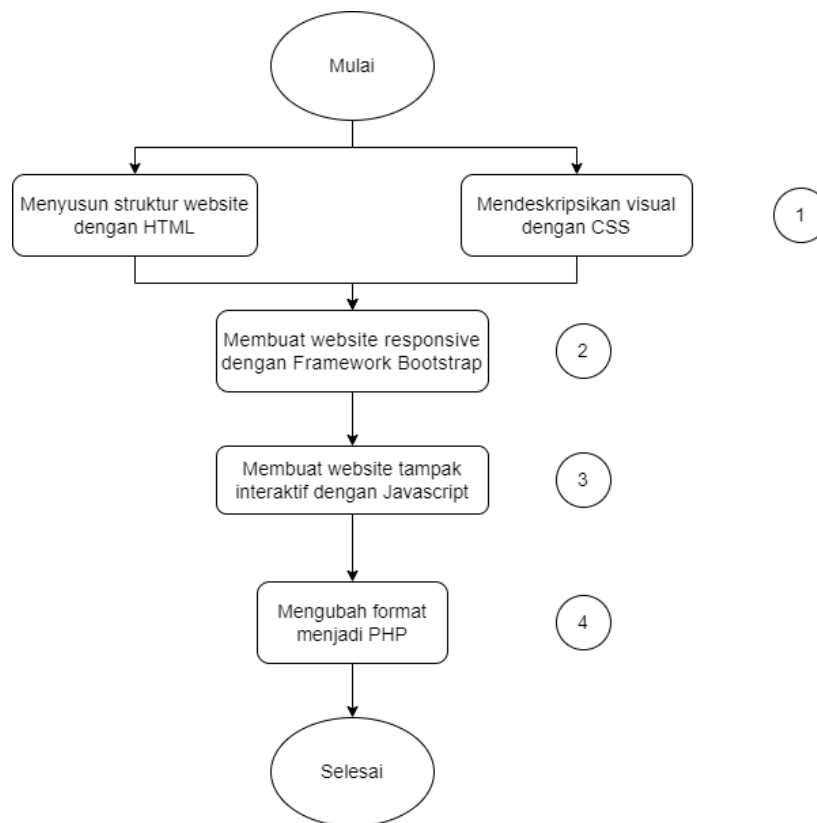 Mulai
Menyusun struktur website
dengan HTML
Mendeskripsikan visual
dengan CSS
1
Membuat website responsive
dengan Framework Bootstrap
2
Membuat website tampak
interaktif dengan Javascript
3
Mengubah format
menjadi PHP
4
Selesai